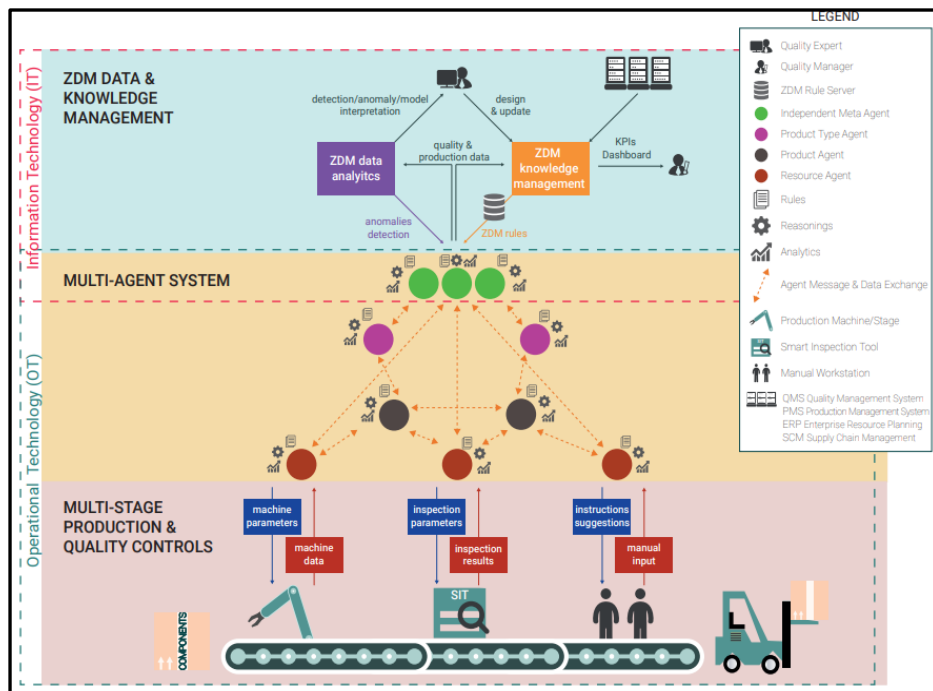 LEGEND
Quality Expert
Quality Manager
ZDM Rule Server
Independent Meta Agent
Product Type Agent
Product Agent
Resource Agent
Rules
Reasonings
Analytics
Agent Message & Data Exchange
Production Machine/Stage
Smart Inspection Tool
Manual Workstation
QMS Quality Management System
PMS Production Management System
ERP Enterprise Resource Planning
SCM Supply Chain Management
Information Technology (IT)
ZDM DATA &
KNOWLEDGE
MANAGEMENT
detection/anomaly/model
interpretation
design
& update
quality &
production data
ZDM data
analyitcs
ZDM
knowledge
management
KPIs
Dashboard
anomalies
detection
ZDM rules
MULTI-AGENT SYSTEM
Operational Technology (OT)
MULTI-STAGE
PRODUCTION &
QUALITY CONTROLS
machine
parameters
machine
data
inspection
parameters
inspection
results
instructions
suggestions
manual
input
COMPONENTS
SIT